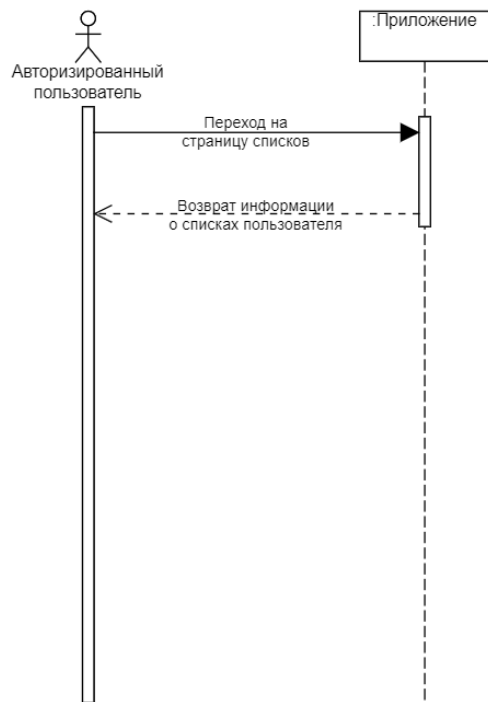 :Приложение
Авторизированный
пользователь
Переход на
страницу списков
Возврат информации
о списках пользователя